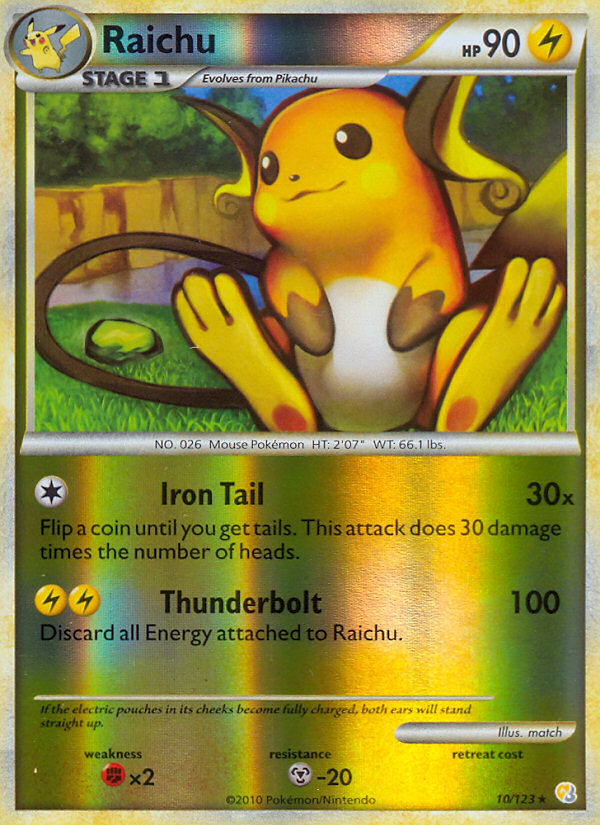 Raichu
HP 90
STAGE 1 Evolves from Pikachu
NO. 026 Mouse Pokémon HT: 2'07" WT: 66.1 lbs.
Iron Tail 30x
Flip a coin until you get tails. This attack does 30 damage
times the number of heads.
Thunderbolt 100
Discard all Energy attached to Raichu.
If the electric pouches in its cheeks become fully charged, both ears will stand
straight up.
Illus. match
weakness resistance retreat cost
×2 -20
©2010 Pokémon/Nintendo 10/123 ★